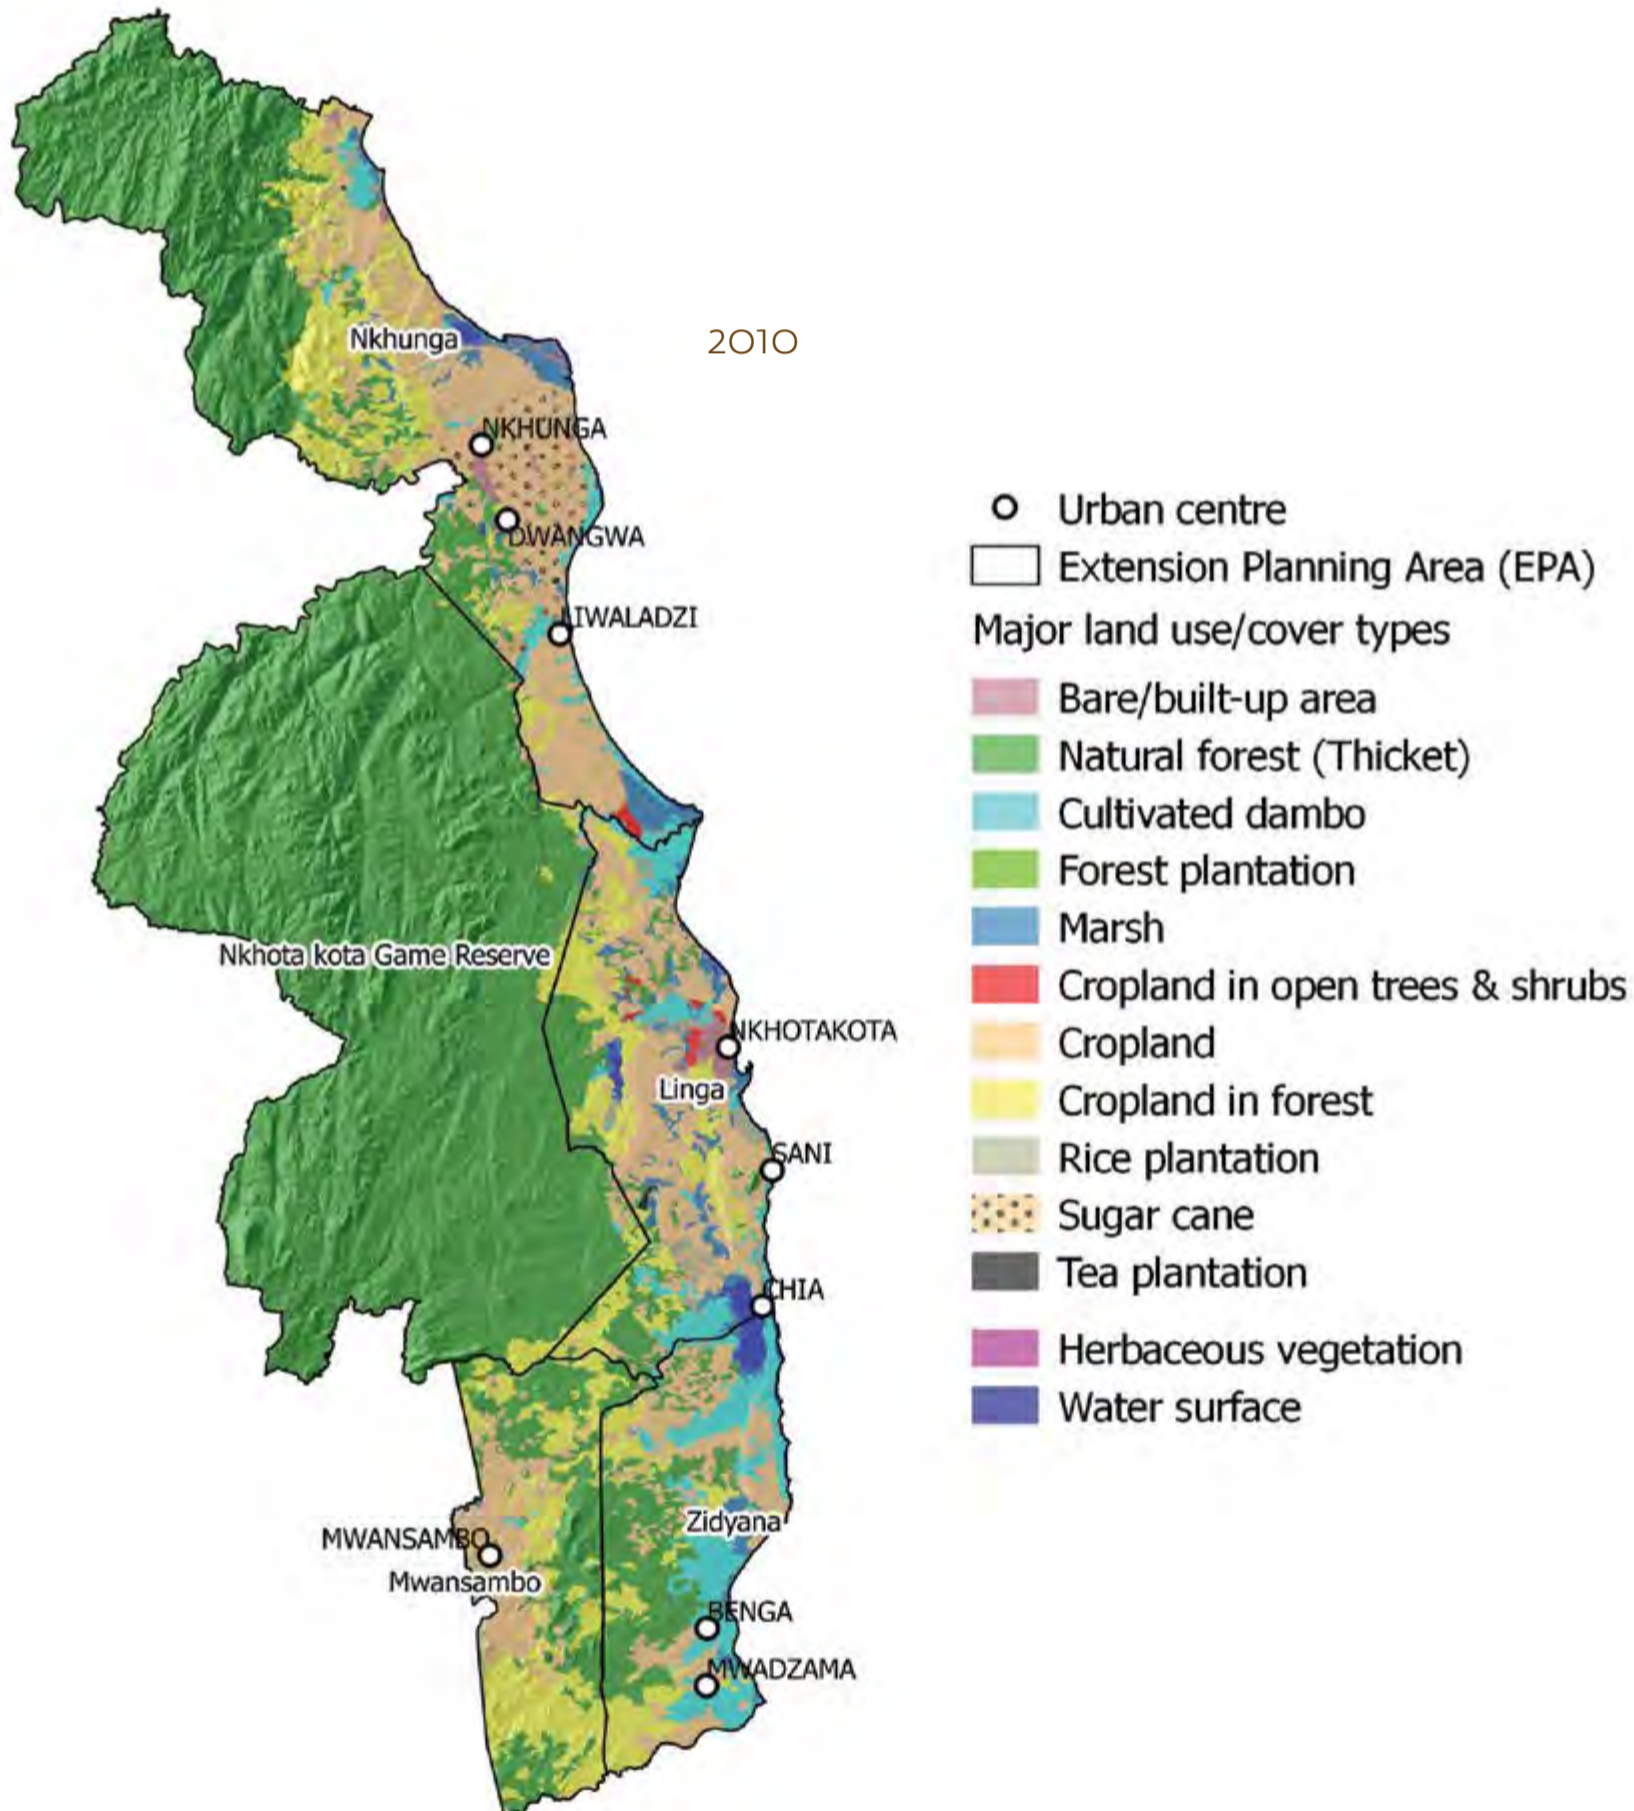 Nkhunga
2010
NKHUNGA
DWANGWA
LIWALADZI
Nkhota kota Game Reserve
NKHOTAKOTA
Linga
SANI
CHIA
Zidyana
MWANSAMBO
Mwansambo
BENGA
MWADZAMA
Urban centre
Extension Planning Area (EPA)
Major land use/cover types
Bare/built-up area
Natural forest (Thicket)
Cultivated dambo
Forest plantation
Marsh
Cropland in open trees & shrubs
Cropland
Cropland in forest
Rice plantation
Sugar cane
Tea plantation
Herbaceous vegetation
Water surface